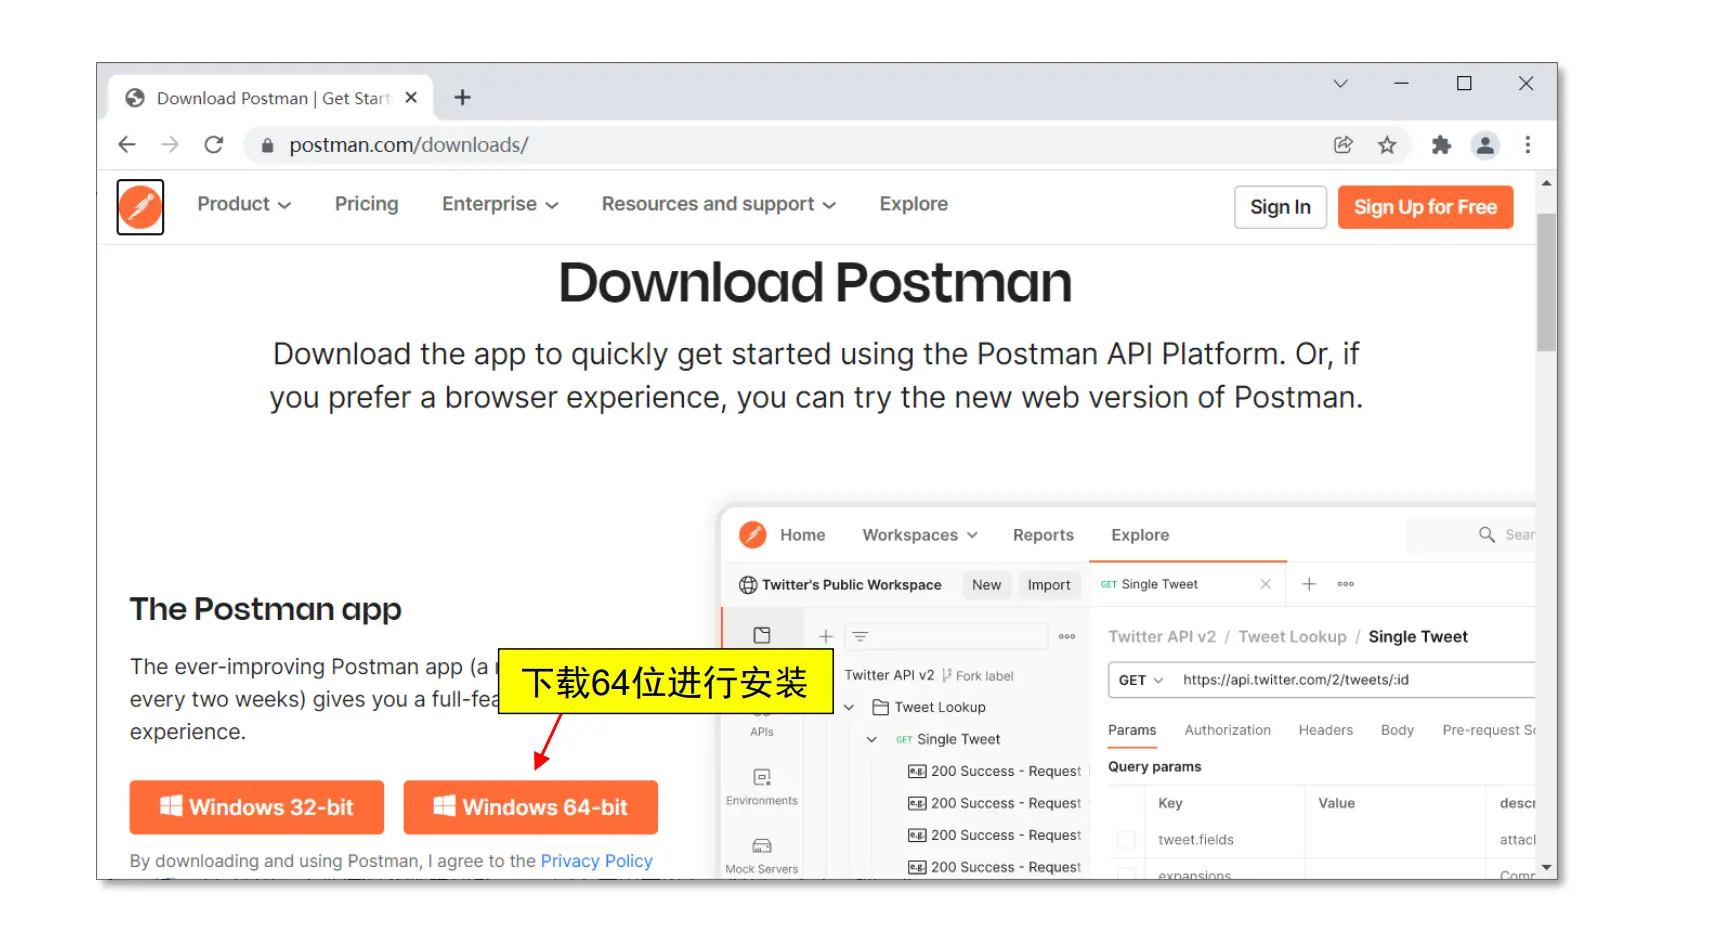 Download Postman | Get Start
postman.com/downloads/
Product
Pricing
Enterprise
Resources and support
Explore
Sign In
Sign Up for Free
Download Postman
Download the app to quickly get started using the Postman API Platform. Or, if
you prefer a browser experience, you can try the new web version of Postman.
The Postman app
The ever-improving Postman app (a
every two weeks) gives you a full-fea
experience.
下载64位进行安装
Windows 32-bit
Windows 64-bit
By downloading and using Postman, I agree to the Privacy Policy
Home
Workspaces
Reports
Explore
Sear
Twitter's Public Workspace
New
Import
GET Single Tweet
Twitter API v2
Fork label
Tweet Lookup
GET Single Tweet
e.g. 200 Success - Request
e.g. 200 Success - Request
e.g. 200 Success - Request
e.g. 200 Success - Request
APIs
Environments
Mock Servers
Twitter API v2 / Tweet Lookup / Single Tweet
GET
https://api.twitter.com/2/tweets/:id
Params
Authorization
Headers
Body
Pre-request Sc
Query params
Key
Value
descr
tweet.fields
attac
expansions
Com